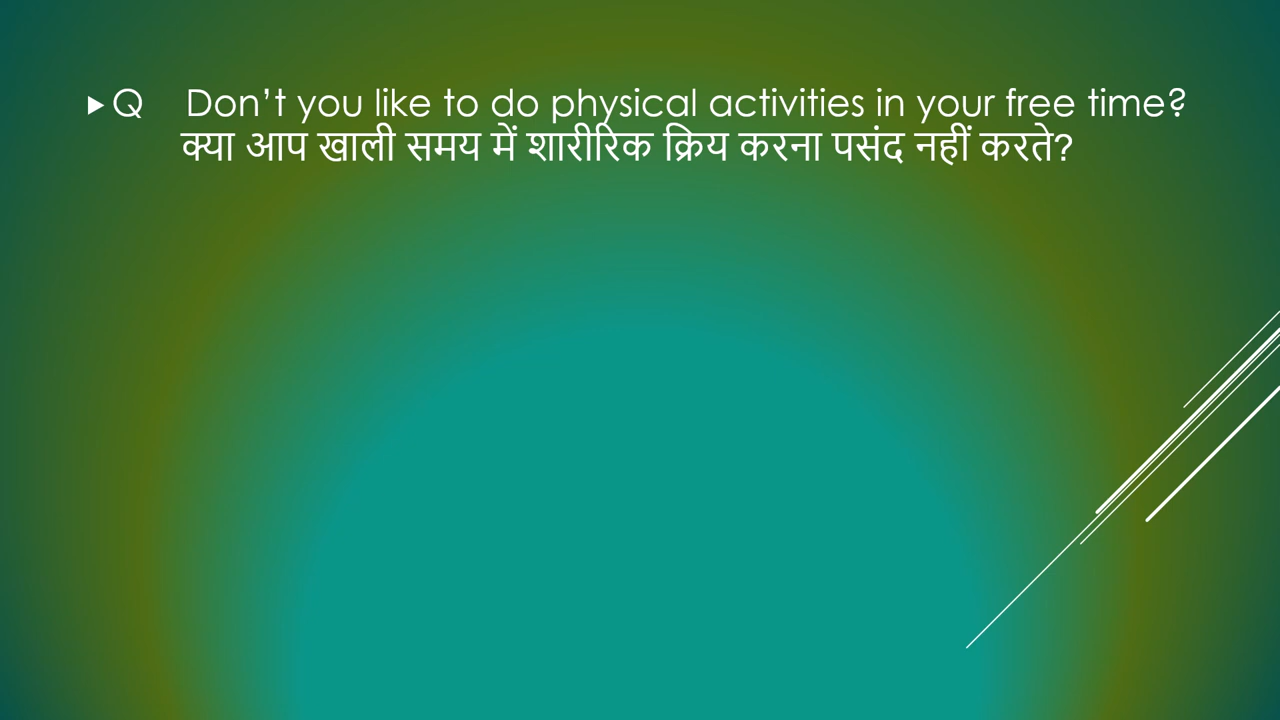 Q Don’t you like to do physical activities in your free time?
क्या आप खाली समय में शारीरिक क्रिय करना पसंद नहीं करते?